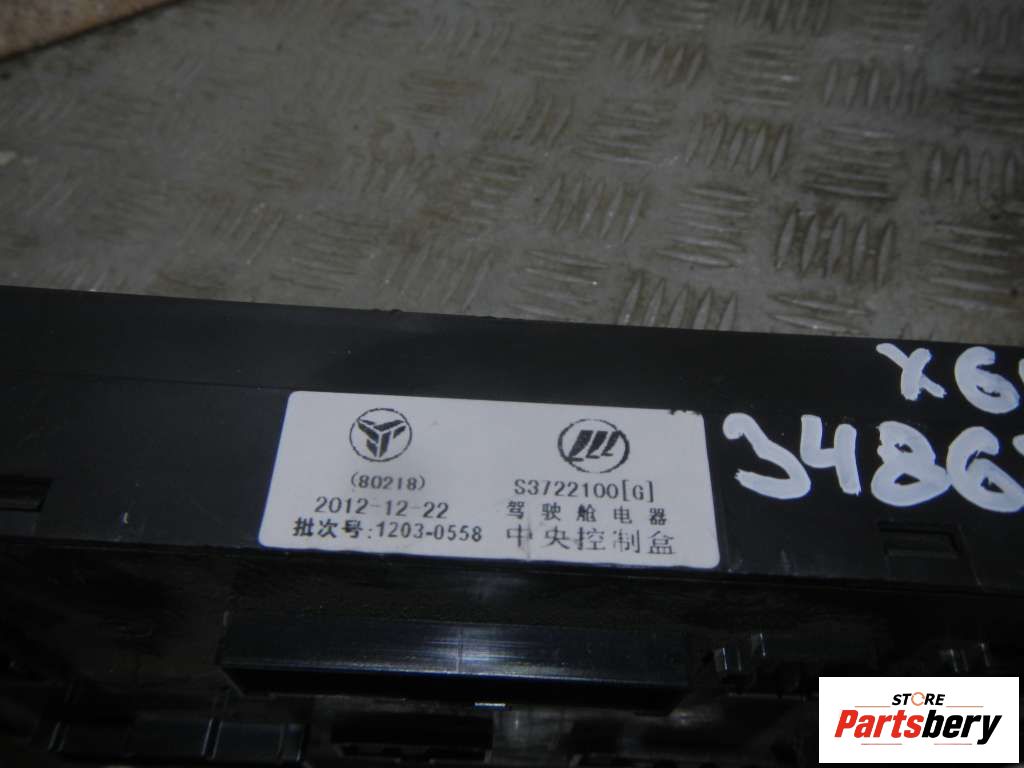 (80218)
2012-12-22
批次号:1203-0558
S3722100[G]
驾驶舱电器
中央控制盒
X6
3486
STORE
Partsbery